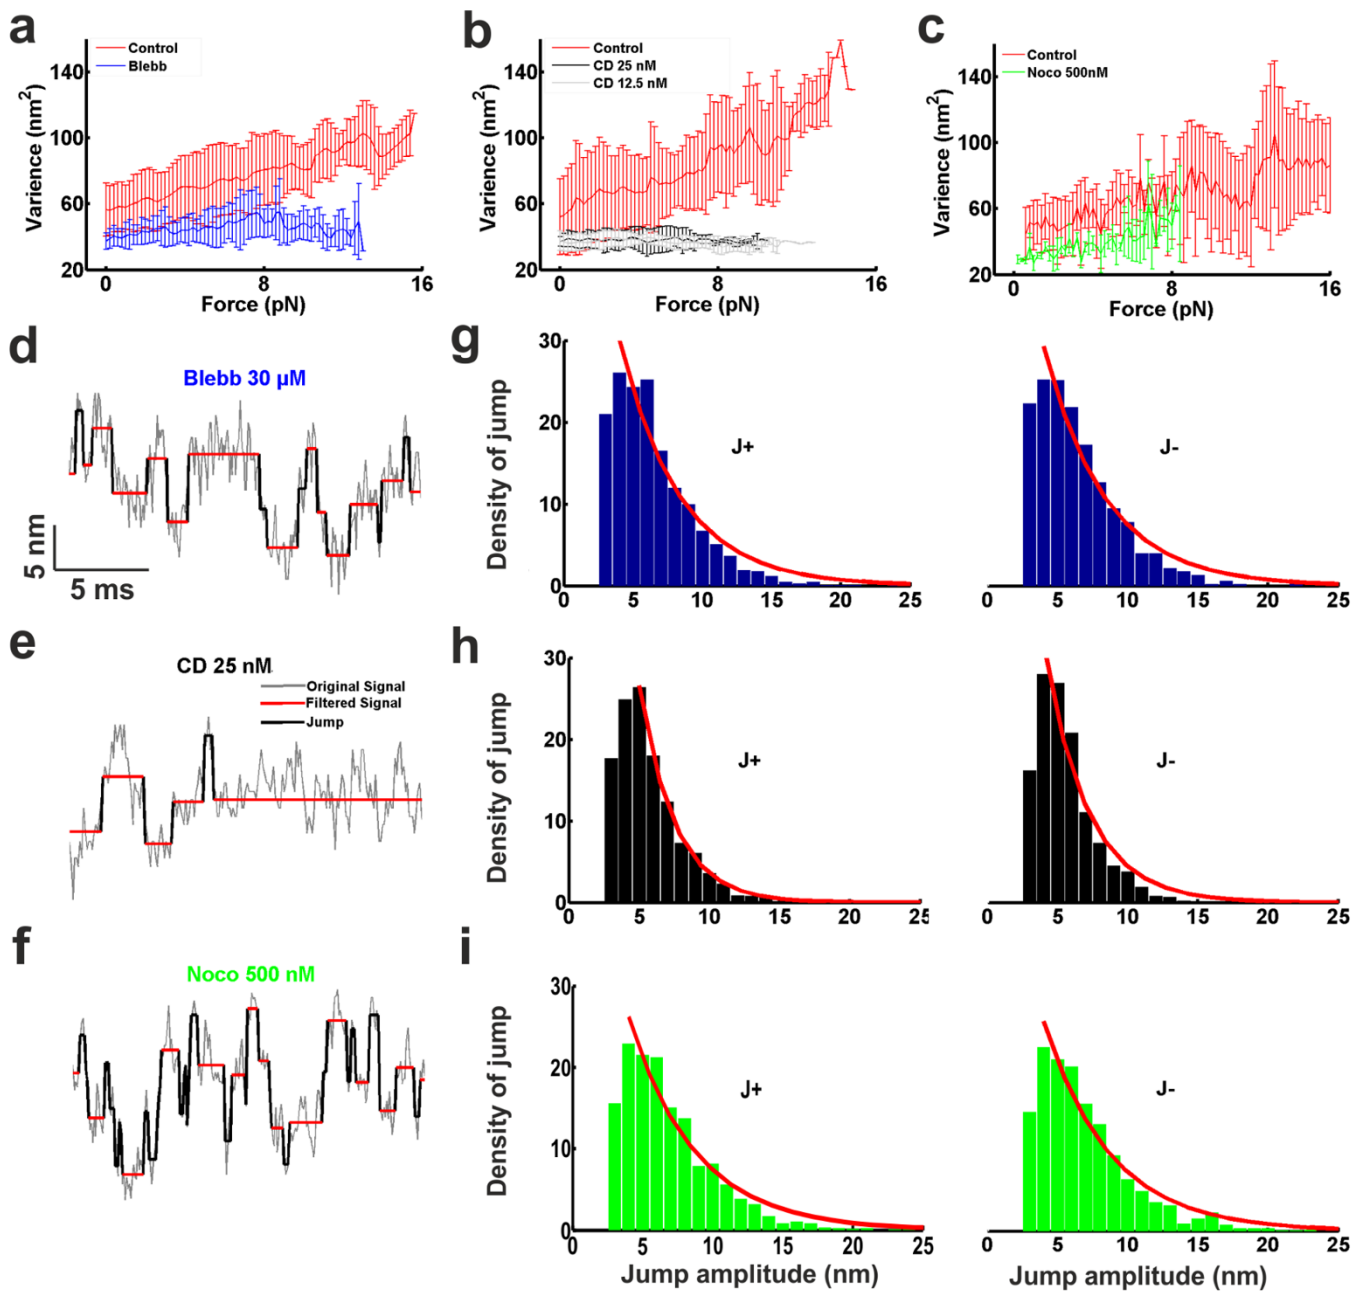 a
Control
Blebb
Varience (nm²)
140
100
60
20
0
8
16
Force (pN)
b
Control
CD 25 nM
CD 12.5 nM
Varience (nm²)
140
100
60
20
0
8
16
Force (pN)
c
Control
Noco 500nM
Varience (nm²)
140
100
60
20
0
8
16
Force (pN)
d
Blebb 30 µM
5 nm
5 ms
g
Density of jump
30
20
10
0
J+
0 5 10 15 20 25
J-
0 5 10 15 20 25
e
CD 25 nM
Original Signal
Filtered Signal
Jump
h
Density of jump
30
20
10
0
J+
0 5 10 15 20 25
J-
0 5 10 15 20 25
f
Noco 500 nM
i
Density of jump
30
20
10
0
J+
0 5 10 15 20 25
Jump amplitude (nm)
J-
0 5 10 15 20 25
Jump amplitude (nm)